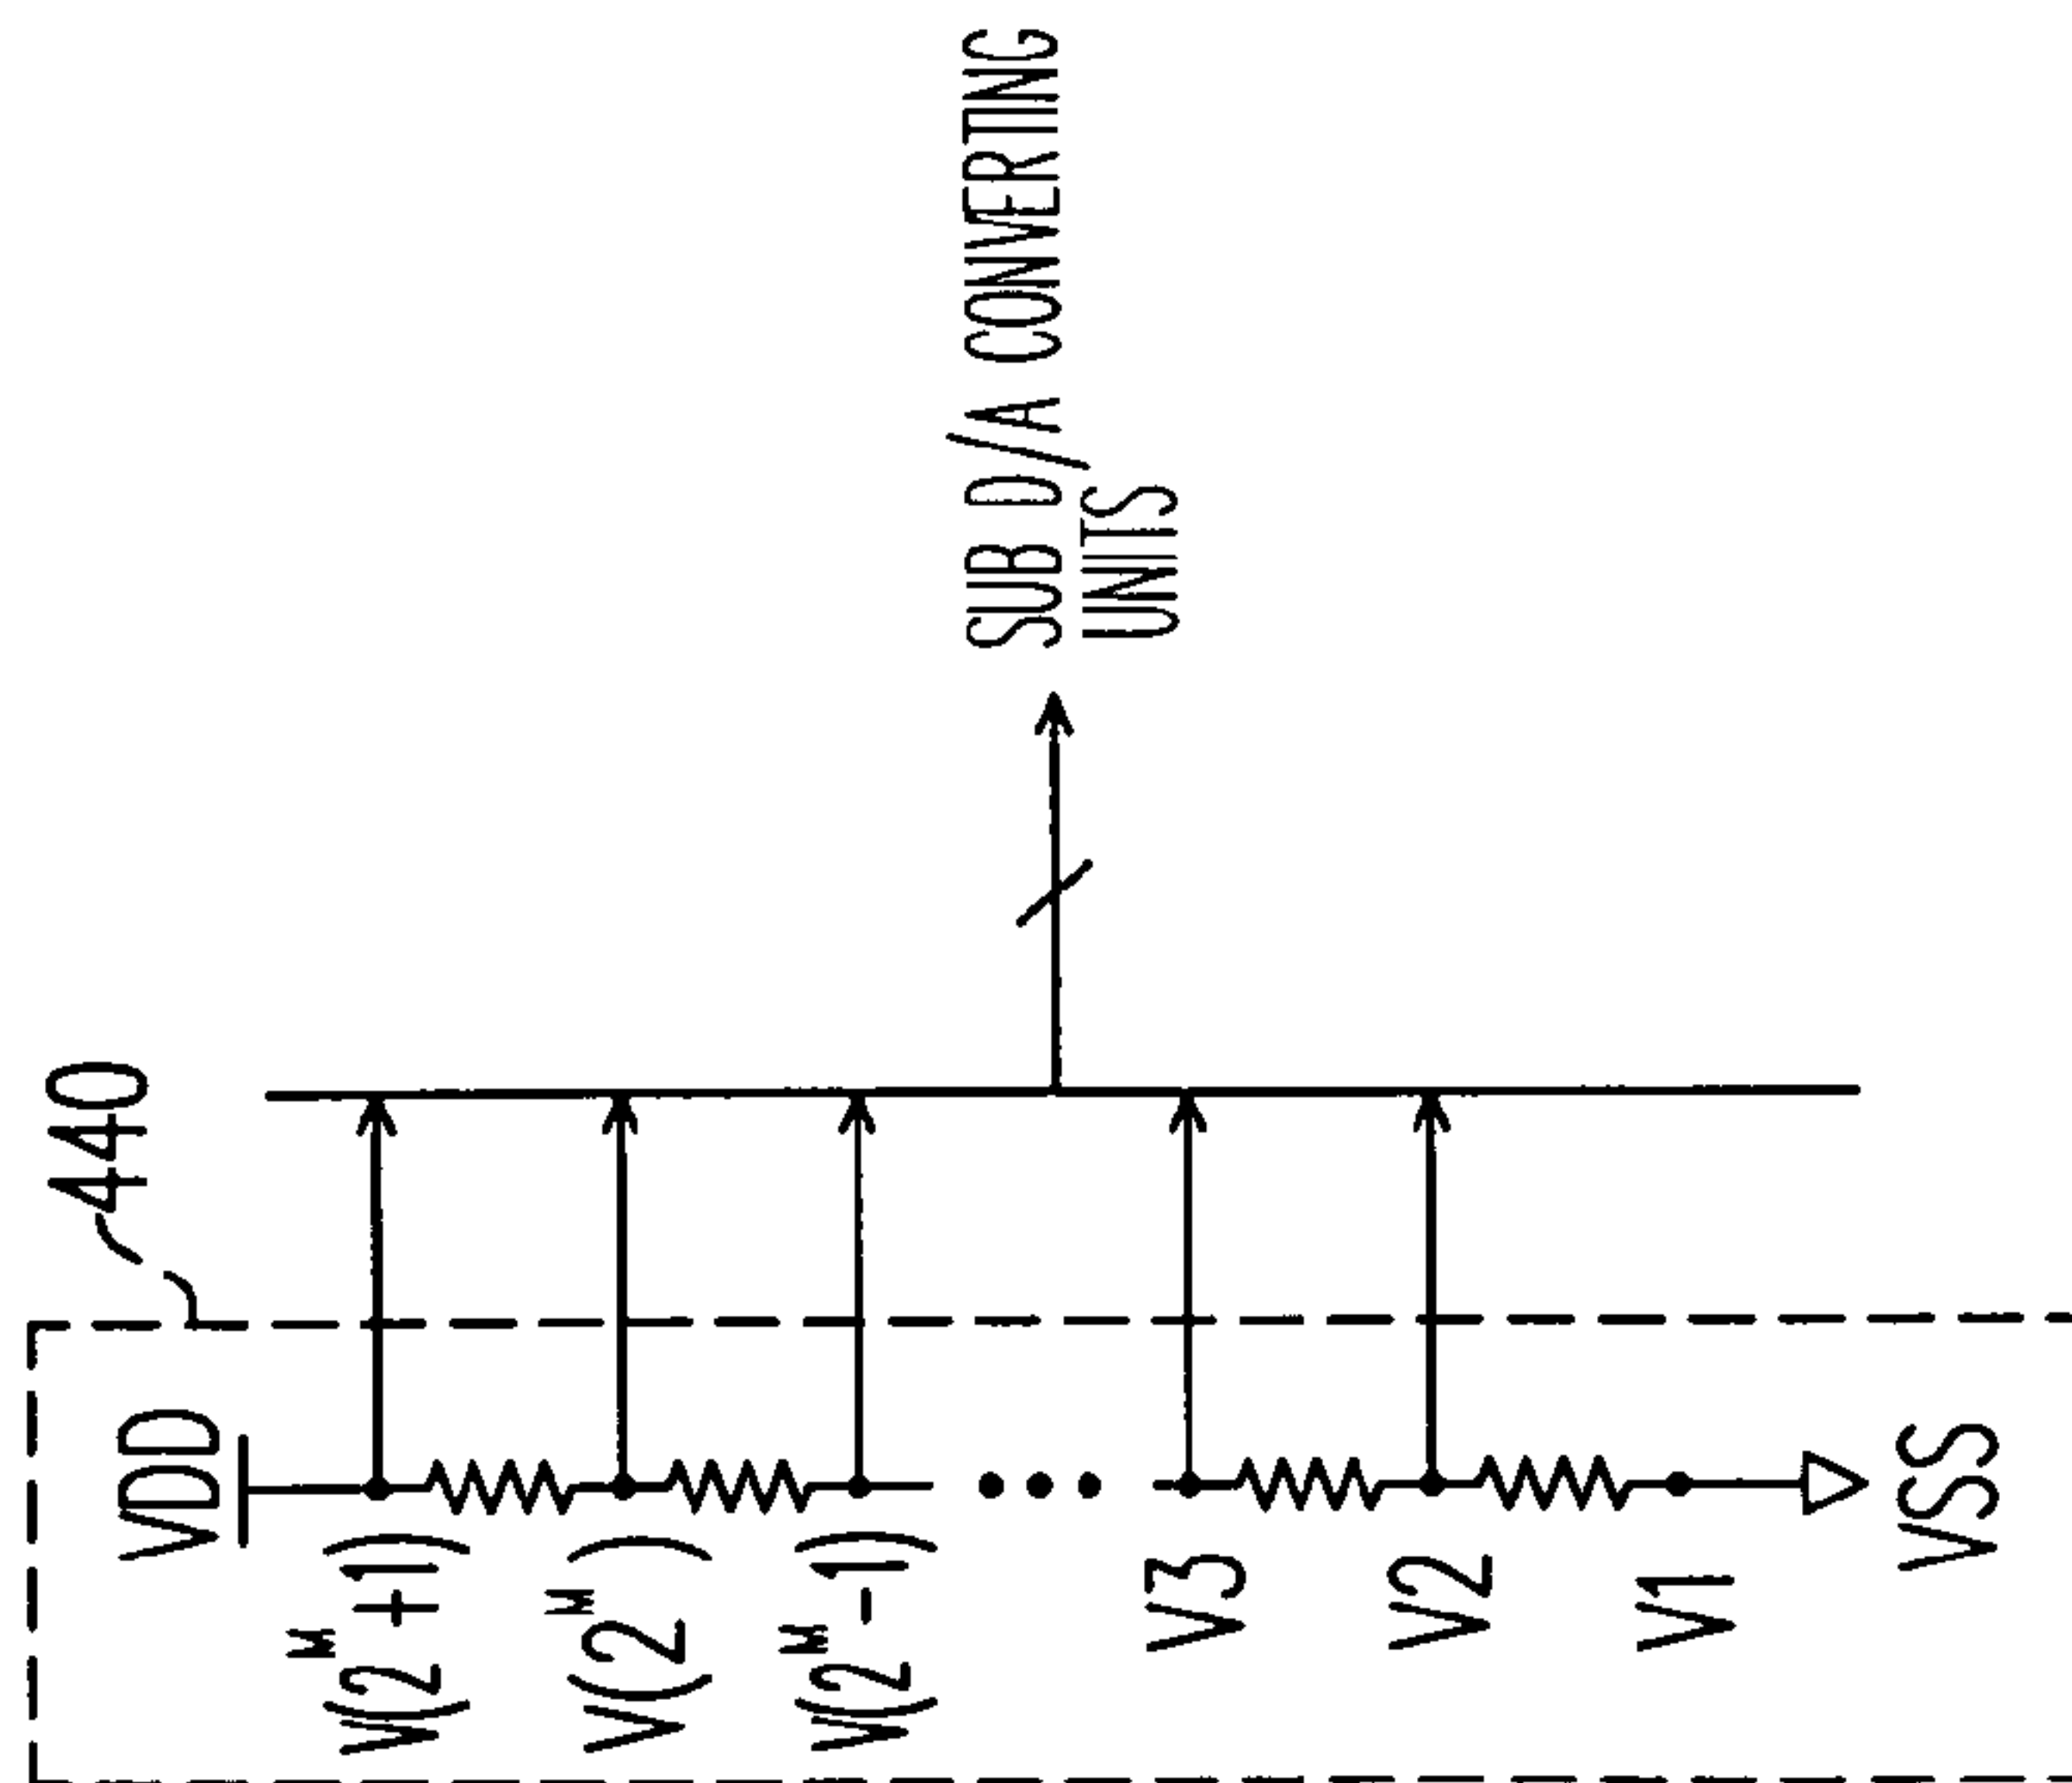 440
VDD
V(2^M+1)
V(2^M)
V(2^M-1)
V3
V2
V1
VSS
SUB D/A CONVERTING
UNITS